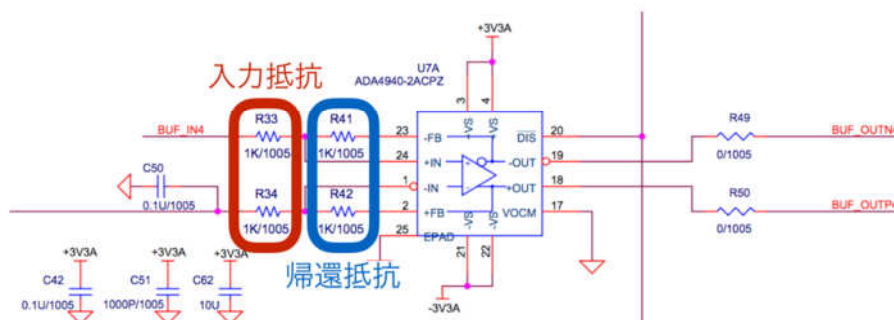 +3V3A
U7A
ADA4940-2ACPZ
入力抵抗
R33
R41
BUF_IN4
1K/1005
1K/1005
C50
0.1U/1005
R34
R42
1K/1005
1K/1005
3
4
VS
VS
23
-FB
24
+IN
1
-IN
2
+FB
25
EPAD
DIS
20
-OUT
19
+OUT
18
VOCM
17
-VS
-VS
21
22
R49
BUF_OUTN4
0/1005
R50
BUF_OUTP4
0/1005
帰還抵抗
+3V3A
+3V3A
+3V3A
C42
C51
C62
0.1U/1005
1000P/1005
10U
-3V3A